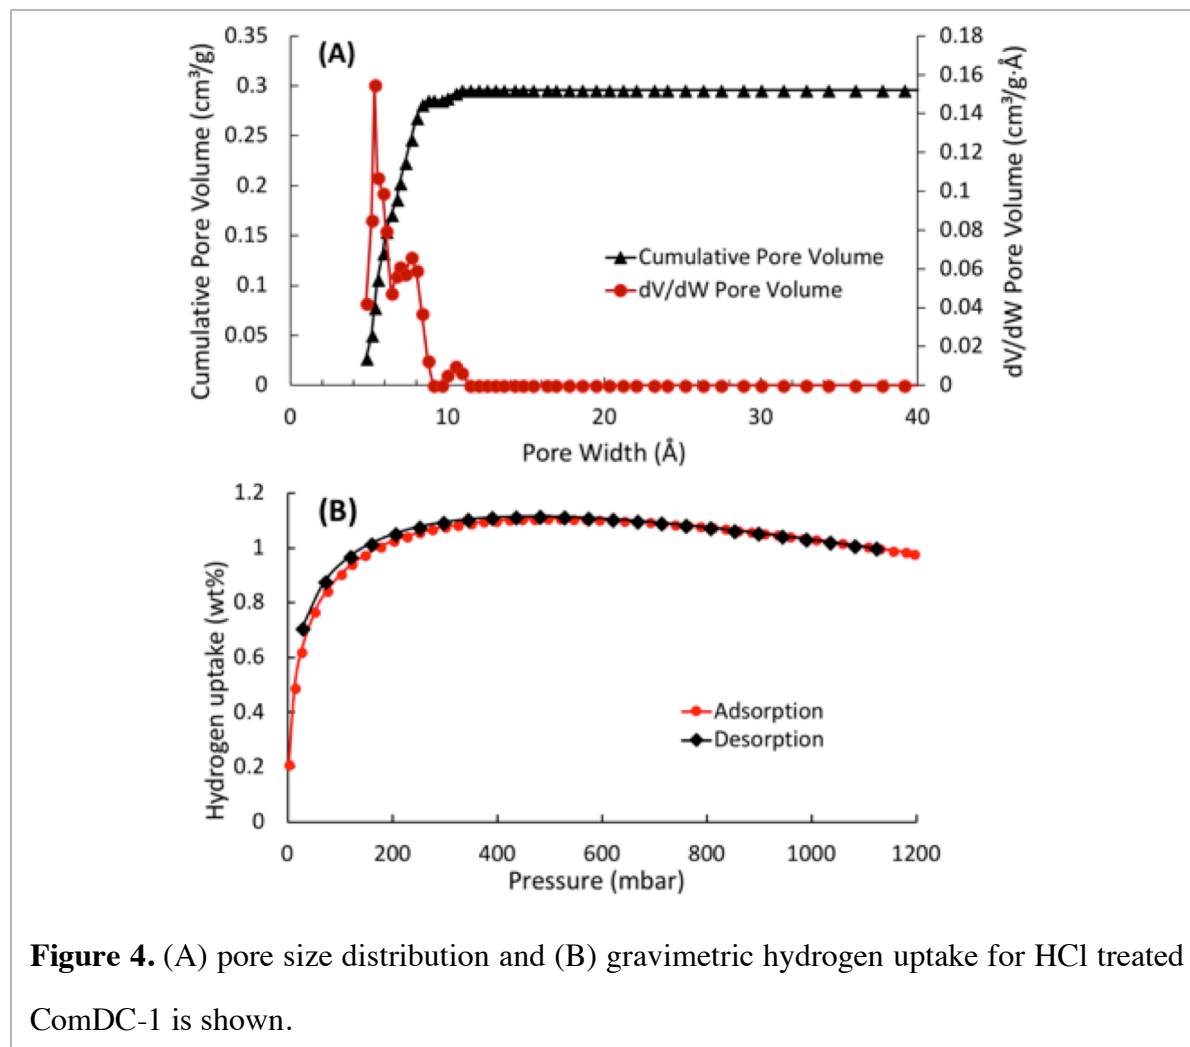 (A)
Cumulative Pore Volume (cm³/g)
0.35
0.3
0.25
0.2
0.15
0.1
0.05
0
0.18
0.16
0.14
0.12
0.1
0.08
0.06
0.04
0.02
0
dV/dW Pore Volume (cm³/g·Å)
Cumulative Pore Volume
dV/dW Pore Volume
0 10 20 30 40
Pore Width (Å)
(B)
Hydrogen uptake (wt%)
1.2
1
0.8
0.6
0.4
0.2
0
Adsorption
Desorption
0 200 400 600 800 1000 1200
Pressure (mbar)
Figure 4. (A) pore size distribution and (B) gravimetric hydrogen uptake for HCl treated
ComDC-1 is shown.